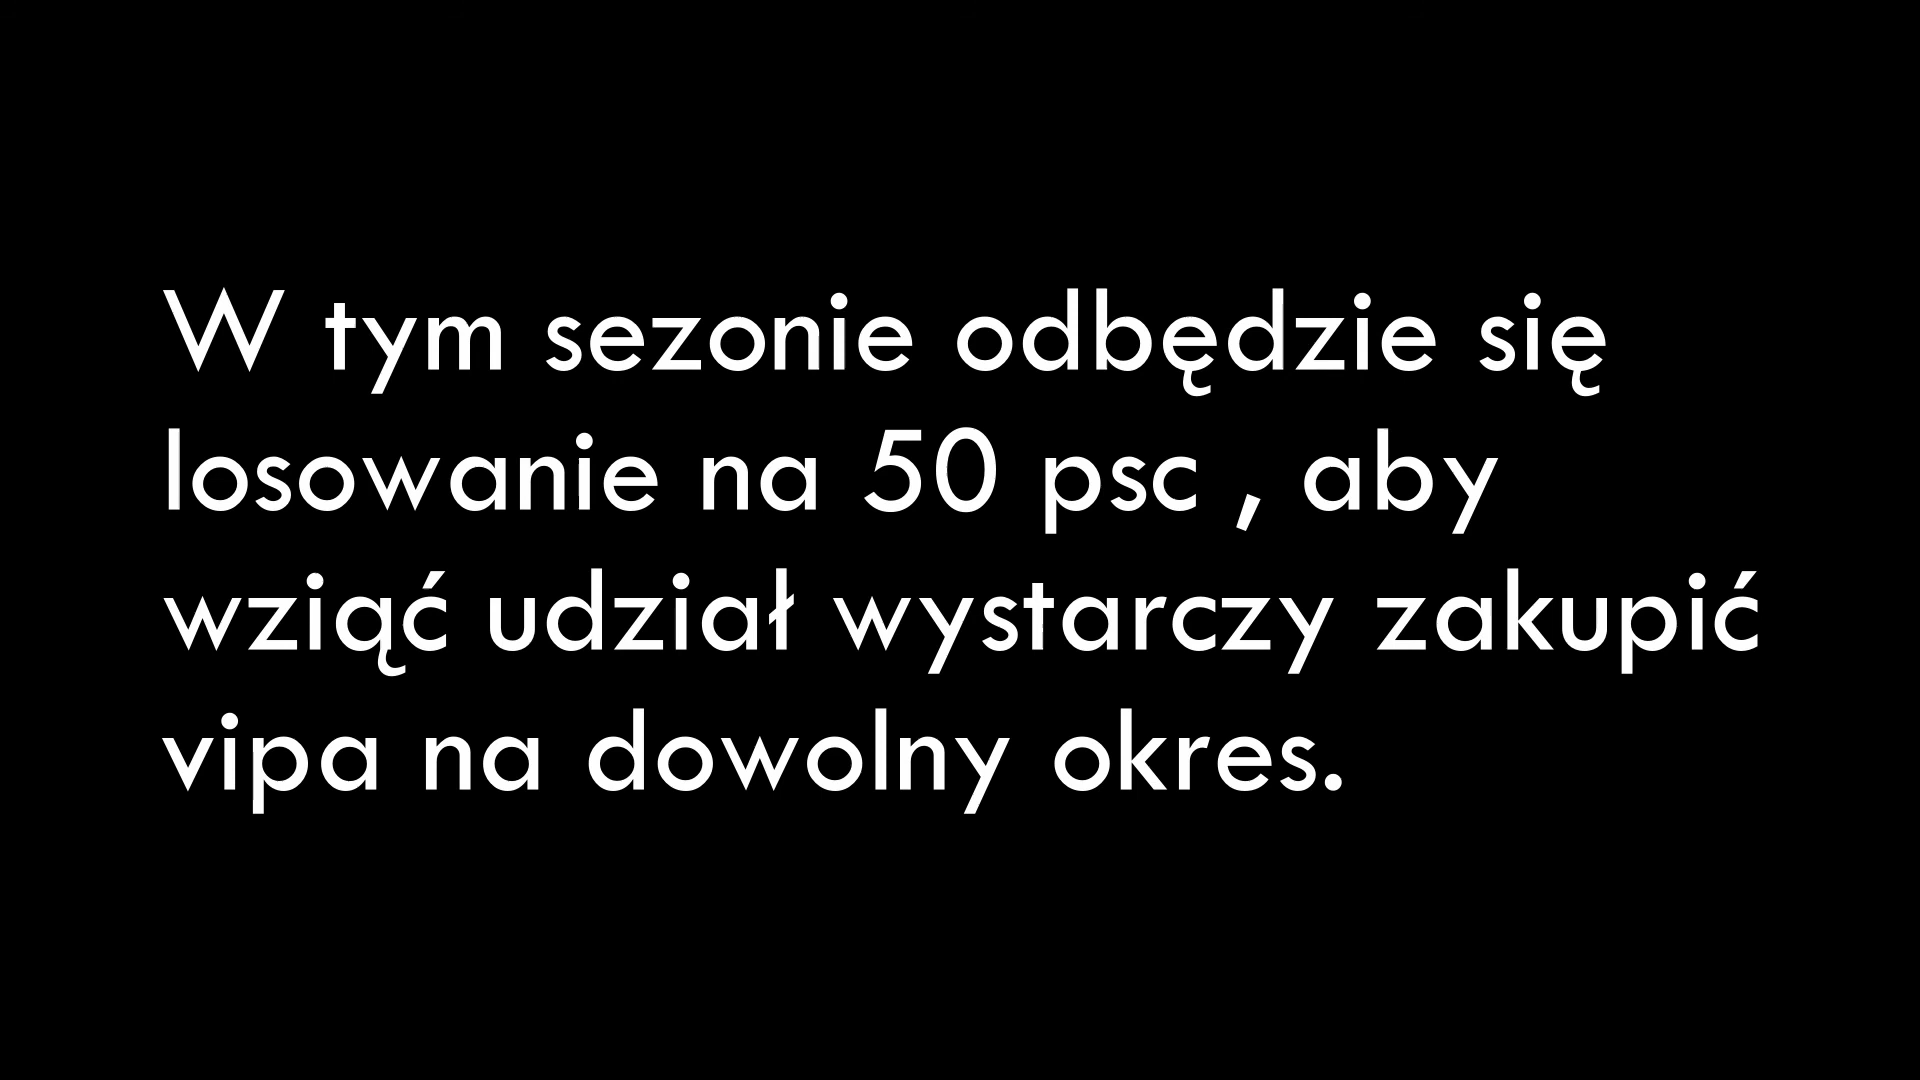 W tym sezonie odbędzie się
losowanie na 50 psc , aby
wziąć udział wystarczy zakupić
vipa na dowolny okres.